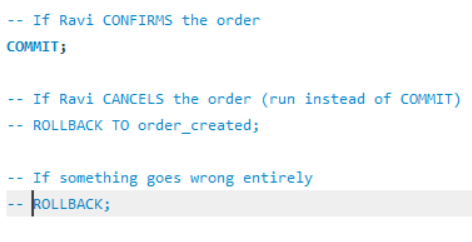 -- If Ravi CONFIRMS the order
COMMIT;
-- If Ravi CANCELS the order (run instead of COMMIT)
-- ROLLBACK TO order_created;
-- If something goes wrong entirely
-- ROLLBACK;